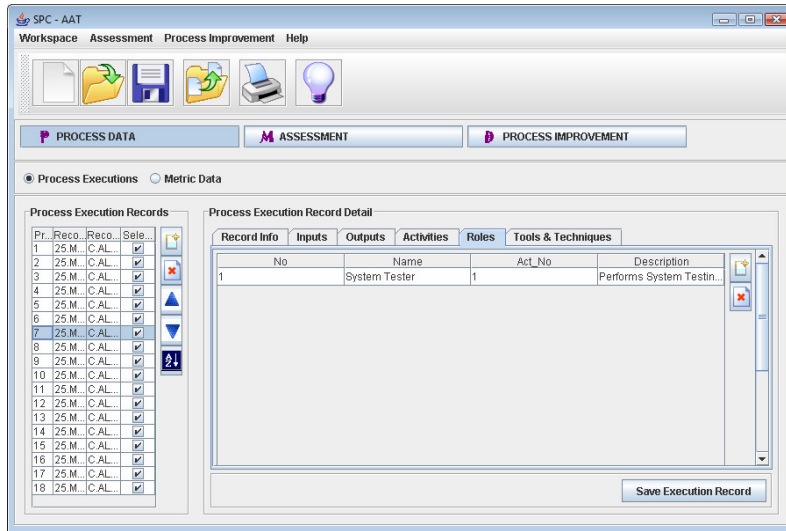 SPC - AAT
Workspace Assessment Process Improvement Help
P PROCESS DATA M ASSESSMENT PROCESS IMPROVEMENT
Process Executions Metric Data
Process Execution Records Process Execution Record Detail
Record Info Inputs Outputs Activities Roles Tools & Techniques
Pr... Reco... Reco... Sele...
No Name Act_No Description
1 System Tester 1 Performs System Testin...
1 25.M... C.AL...
2 25.M... C.AL...
3 25.M... C.AL...
4 25.M... C.AL...
5 25.M... C.AL...
6 25.M... C.AL...
7 25.M... C.AL...
8 25.M... C.AL...
9 25.M... C.AL...
10 25.M... C.AL...
11 25.M... C.AL...
12 25.M... C.AL...
13 25.M... C.AL...
14 25.M... C.AL...
15 25.M... C.AL...
16 25.M... C.AL...
17 25.M... C.AL...
18 25.M... C.AL...
Save Execution Record